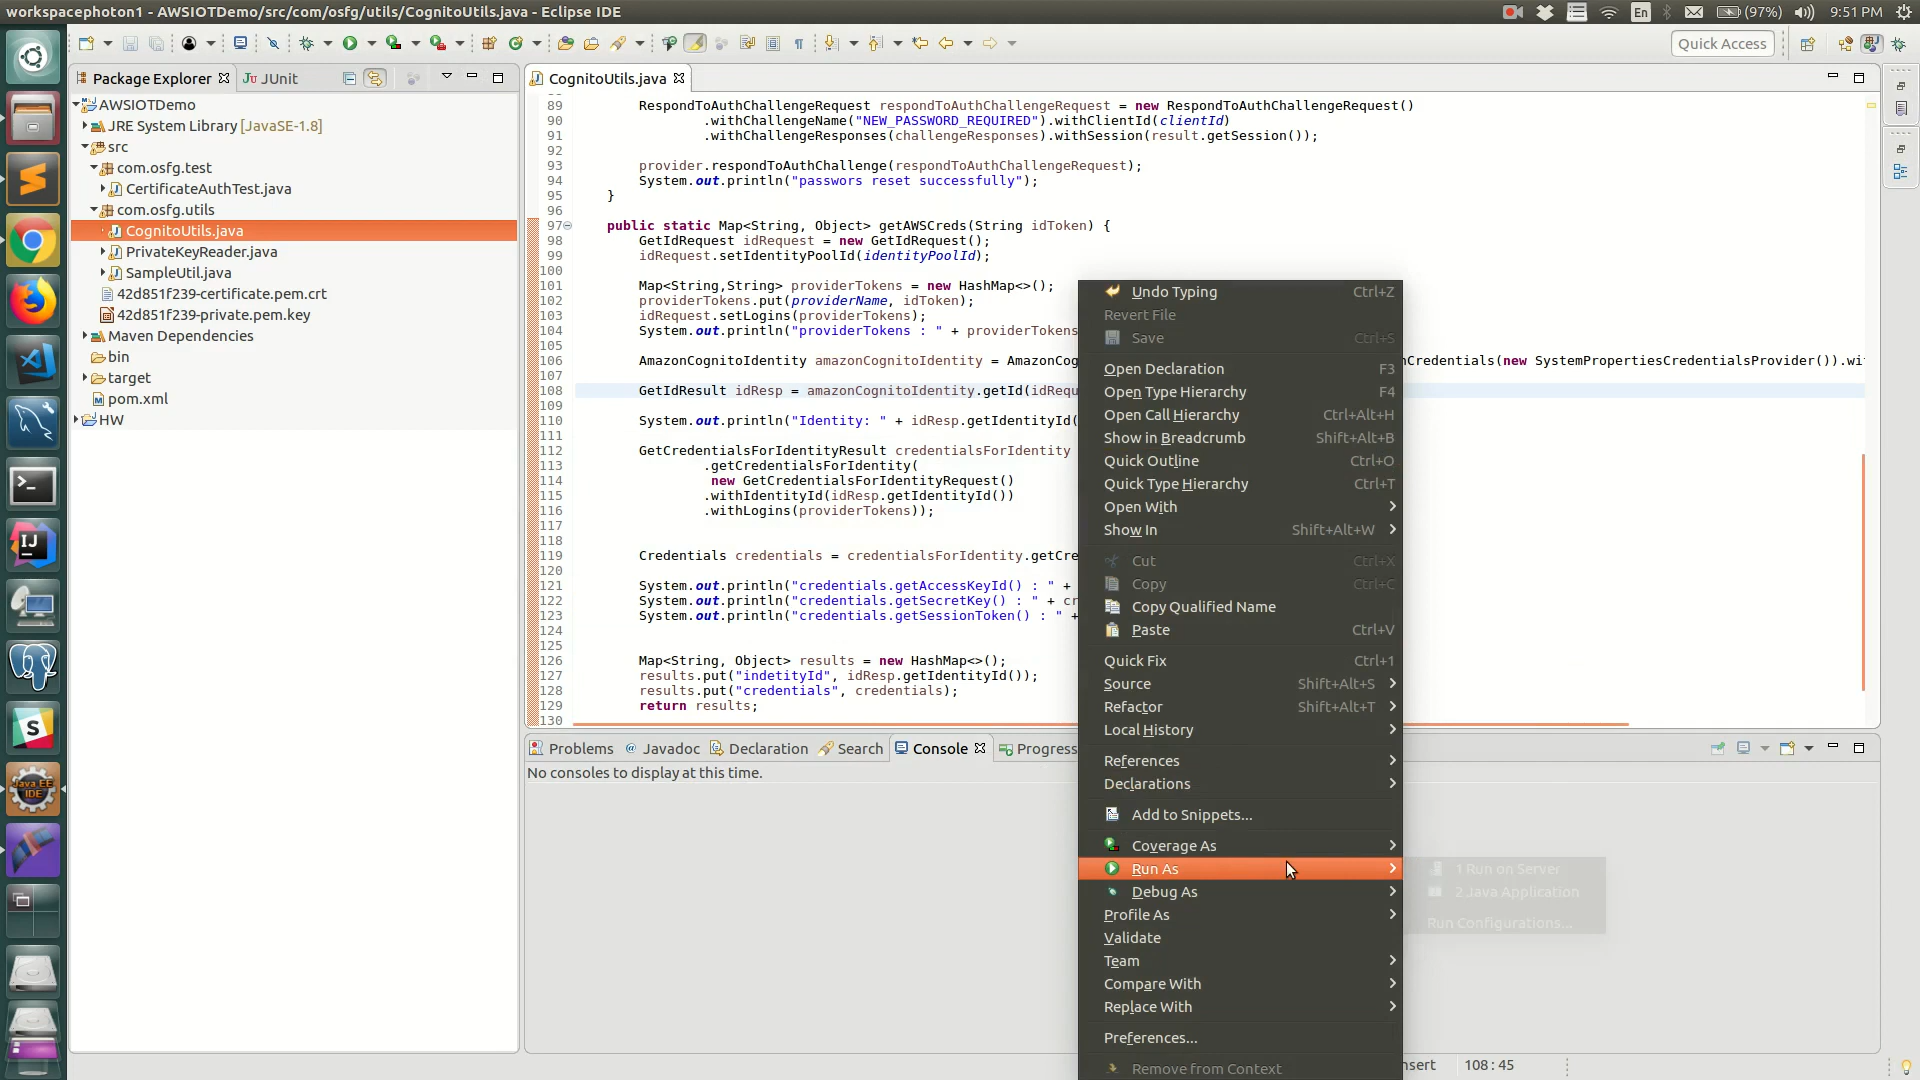 workspacephoton1 - AWSIOTDemo/src/com/osfg/utils/CognitoUtils.java - Eclipse IDE
En
(97%)
9:51 PM
Quick Access
Package Explorer
JUnit
AWSIOTDemo
JRE System Library [JavaSE-1.8]
src
com.osfg.test
CertificateAuthTest.java
com.osfg.utils
CognitoUtils.java
PrivateKeyReader.java
SampleUtil.java
42d851f239-certificate.pem.crt
42d851f239-private.pem.key
Maven Dependencies
bin
target
pom.xml
HW
CognitoUtils.java
89 RespondToAuthChallengeRequest respondToAuthChallengeRequest = new RespondToAuthChallengeRequest()
90 .withChallengeName("NEW_PASSWORD_REQUIRED").withClientId(clientId)
91 .withChallengeResponses(challengeResponses).withSession(result.getSession());
92
93 provider.respondToAuthChallenge(respondToAuthChallengeRequest);
94 System.out.println("passwors reset successfully");
95 }
96
97 public static Map<String, Object> getAWSCreds(String idToken) {
98 GetIdRequest idRequest = new GetIdRequest();
99 idRequest.setIdentityPoolId(identityPoolId);
100
101 Map<String,String> providerTokens = new HashMap<>();
102 providerTokens.put(providerName, idToken);
103 idRequest.setLogins(providerTokens);
104 System.out.println("providerTokens : " + providerTokens
105
106 AmazonCognitoIdentity amazonCognitoIdentity = AmazonCog nCredentials(new SystemPropertiesCredentialsProvider()).wi
107
108 GetIdResult idResp = amazonCognitoIdentity.getId(idRequ
109
110 System.out.println("Identity: " + idResp.getIdentityId(
111
112 GetCredentialsForIdentityResult credentialsForIdentity
113 .getCredentialsForIdentity(
114 new GetCredentialsForIdentityRequest()
115 .withIdentityId(idResp.getIdentityId())
116 .withLogins(providerTokens));
117
118
119 Credentials credentials = credentialsForIdentity.getCre
120
121 System.out.println("credentials.getAccessKeyId() : " +
122 System.out.println("credentials.getSecretKey() : " + cr
123 System.out.println("credentials.getSessionToken() : " +
124
125
126 Map<String, Object> results = new HashMap<>();
127 results.put("indetityId", idResp.getIdentityId());
128 results.put("credentials", credentials);
129 return results;
130
Undo Typing Ctrl+Z
Revert File
Save Ctrl+S
Open Declaration F3
Open Type Hierarchy F4
Open Call Hierarchy Ctrl+Alt+H
Show in Breadcrumb Shift+Alt+B
Quick Outline Ctrl+O
Quick Type Hierarchy Ctrl+T
Open With
Show In Shift+Alt+W
Cut Ctrl+X
Copy Ctrl+C
Copy Qualified Name
Paste Ctrl+V
Quick Fix Ctrl+1
Source Shift+Alt+S
Refactor Shift+Alt+T
Local History
References
Declarations
Add to Snippets...
Coverage As
Run As
Debug As
Profile As
Validate
Team
Compare With
Replace With
Preferences...
Remove from Context
1 Run on Server
2 Java Application
Run Configurations...
Problems
Javadoc
Declaration
Search
Console
Progress
No consoles to display at this time.
IJ
Java EE
IDE
nsert
108:45